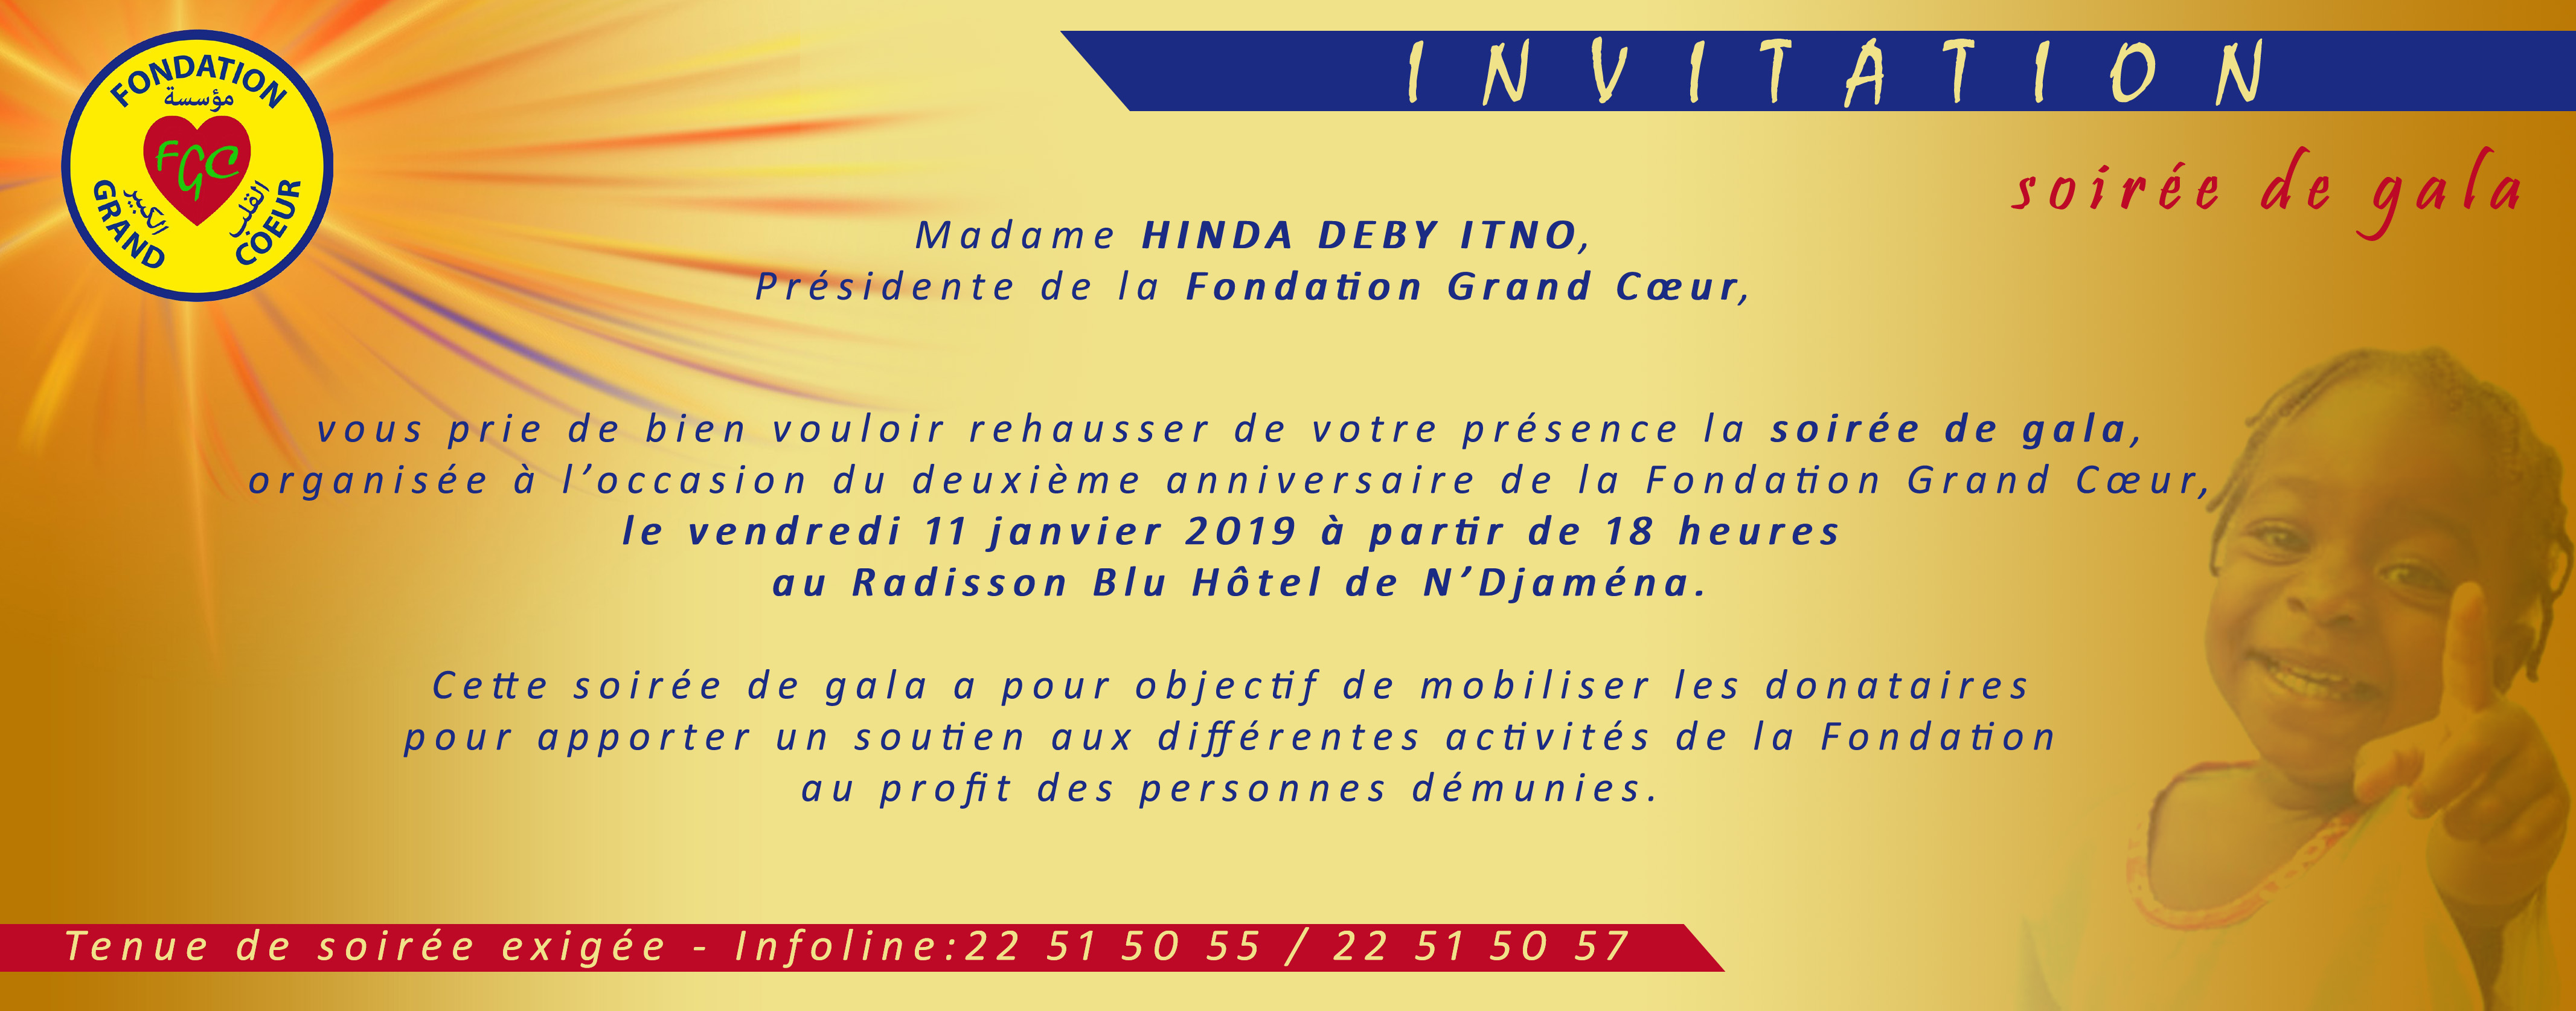 FONDATION
مؤسسة
FGC
GRAND
الكبير
القلب
COEUR
INVITATION
soirée de gala
Madame HINDA DEBY ITNO,
Présidente de la Fondation Grand Cœur,
vous prie de bien vouloir rehausser de votre présence la soirée de gala,
organisée à l’occasion du deuxième anniversaire de la Fondation Grand Cœur,
le vendredi 11 janvier 2019 à partir de 18 heures
au Radisson Blu Hôtel de N’Djaména.
Cette soirée de gala a pour objectif de mobiliser les donataires
pour apporter un soutien aux différentes activités de la Fondation
au profit des personnes démunies.
Tenue de soirée exigée - Infoline:22 51 50 55 / 22 51 50 57